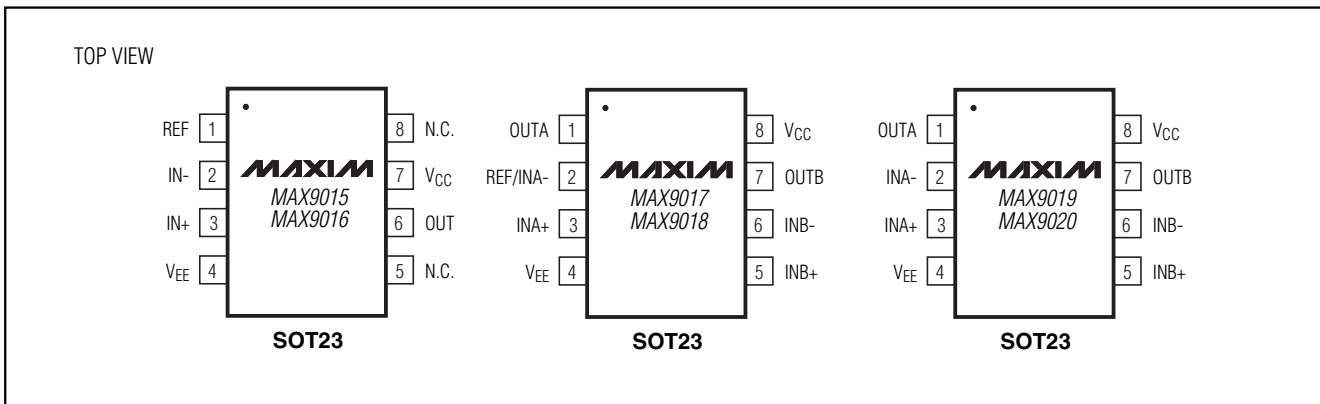 TOP VIEW
REF 1
IN- 2
IN+ 3
VEE 4
8 N.C.
7 VCC
6 OUT
5 N.C.
MAXIM
MAX9015
MAX9016
SOT23
OUTA 1
REF/INA- 2
INA+ 3
VEE 4
8 VCC
7 OUTB
6 INB-
5 INB+
MAXIM
MAX9017
MAX9018
SOT23
OUTA 1
INA- 2
INA+ 3
VEE 4
8 VCC
7 OUTB
6 INB-
5 INB+
MAXIM
MAX9019
MAX9020
SOT23